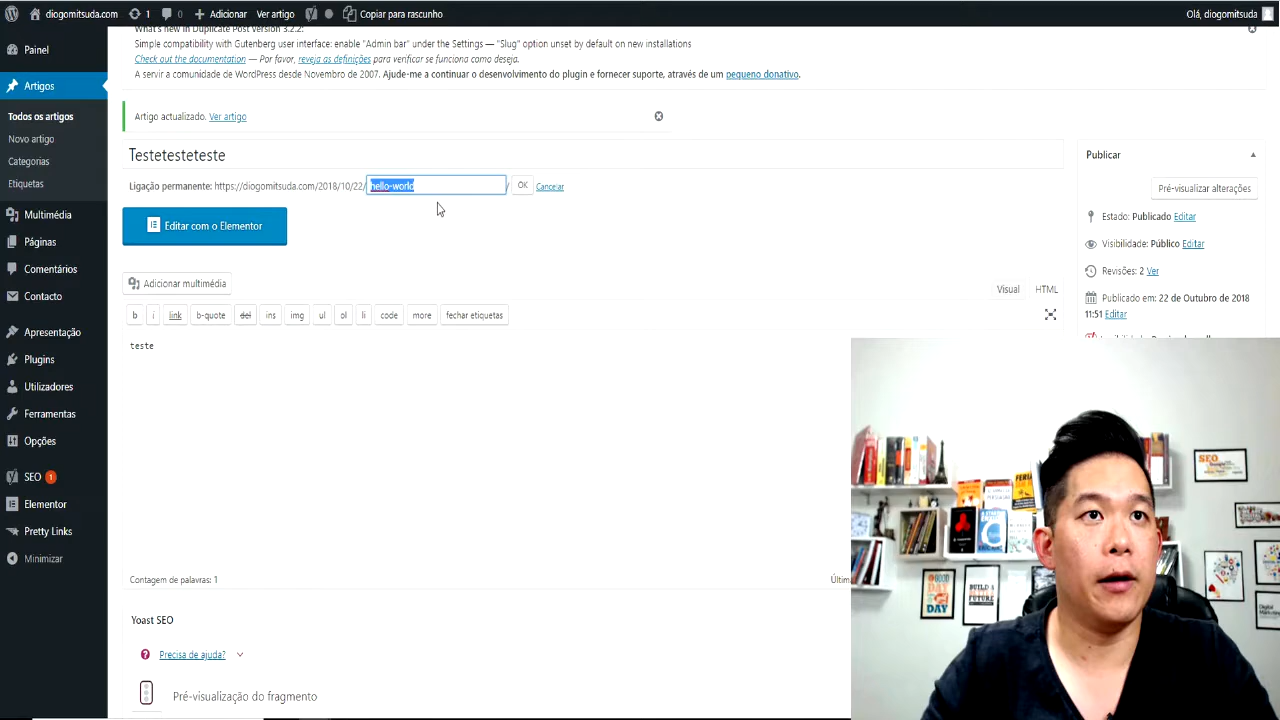 diogomitsuda.com 1 0 Adicionar Ver artigo Copiar para rascunho Olá, diogomitsuda
What's new in Duplicate Post version 3.2.2:
Simple compatibility with Gutenberg user interface: enable "Admin bar" under the Settings — "Slug" option unset by default on new installations
Check out the documentation — Por favor, reveja as definições para verificar se funciona como deseja.
A servir a comunidade de WordPress desde Novembro de 2007. Ajude-me a continuar o desenvolvimento do plugin e fornecer suporte, através de um pequeno donativo.
Painel
Artigos
Todos os artigos
Novo artigo
Categorias
Etiquetas
Multimédia
Páginas
Comentários
Contacto
Apresentação
Plugins
Utilizadores
Ferramentas
Opções
SEO 1
Elementor
Pretty Links
Minimizar
Artigo actualizado. Ver artigo
Testetesteteste
Ligação permanente: https://diogomitsuda.com/2018/10/22/ hello-world / OK Cancelar
Editar com o Elementor
Adicionar multimédia
Visual HTML
b i link b-quote del ins img ul ol li code more fechar etiquetas
teste
Contagem de palavras: 1
Yoast SEO
Precisa de ajuda?
Pré-visualização do fragmento
Publicar
Pré-visualizar alterações
Estado: Publicado Editar
Visibilidade: Público Editar
Revisões: 2 Ver
Publicado em: 22 de Outubro de 2018
11:51 Editar
SEO
FERIA
GOOD
DAY
BUILD A
FUTURE